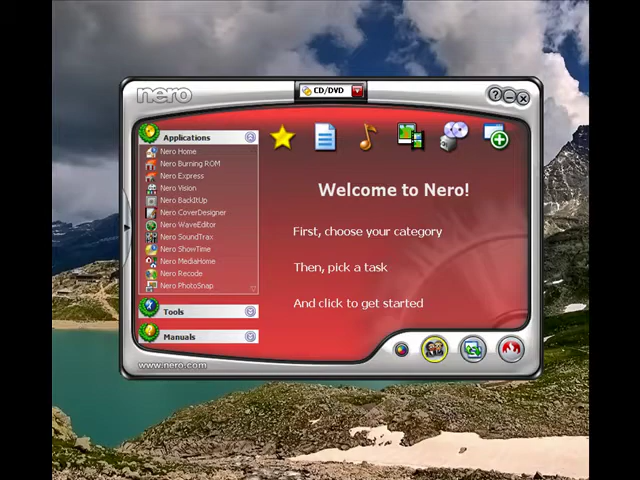 nero
CD/DVD
Applications
Nero Home
Nero Burning ROM
Nero Express
Nero Vision
Nero BackItUp
Nero CoverDesigner
Nero WaveEditor
Nero SoundTrax
Nero ShowTime
Nero MediaHome
Nero Recode
Nero PhotoSnap
Tools
Manuals
Welcome to Nero!
First, choose your category
Then, pick a task
And click to get started
www.nero.com